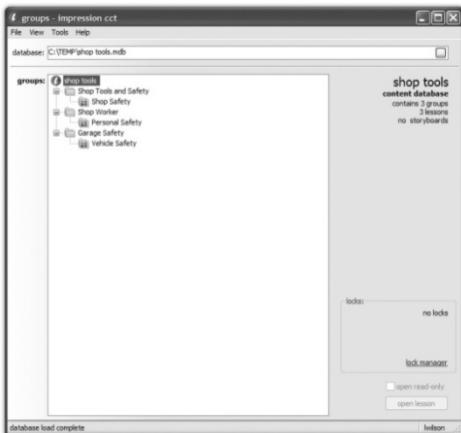 groups - impression cct
File View Tools Help
database: C:\TEMP\shop tools.mdb
groups: shop tools
Shop Tools and Safety
Shop Safety
Shop Worker
Personal Safety
Garage Safety
Vehicle Safety
shop tools
content database
contains 3 groups
3 lessons
no storyboards
locks:
no locks
lock manager
open read-only
open lesson
database load complete
lwilson